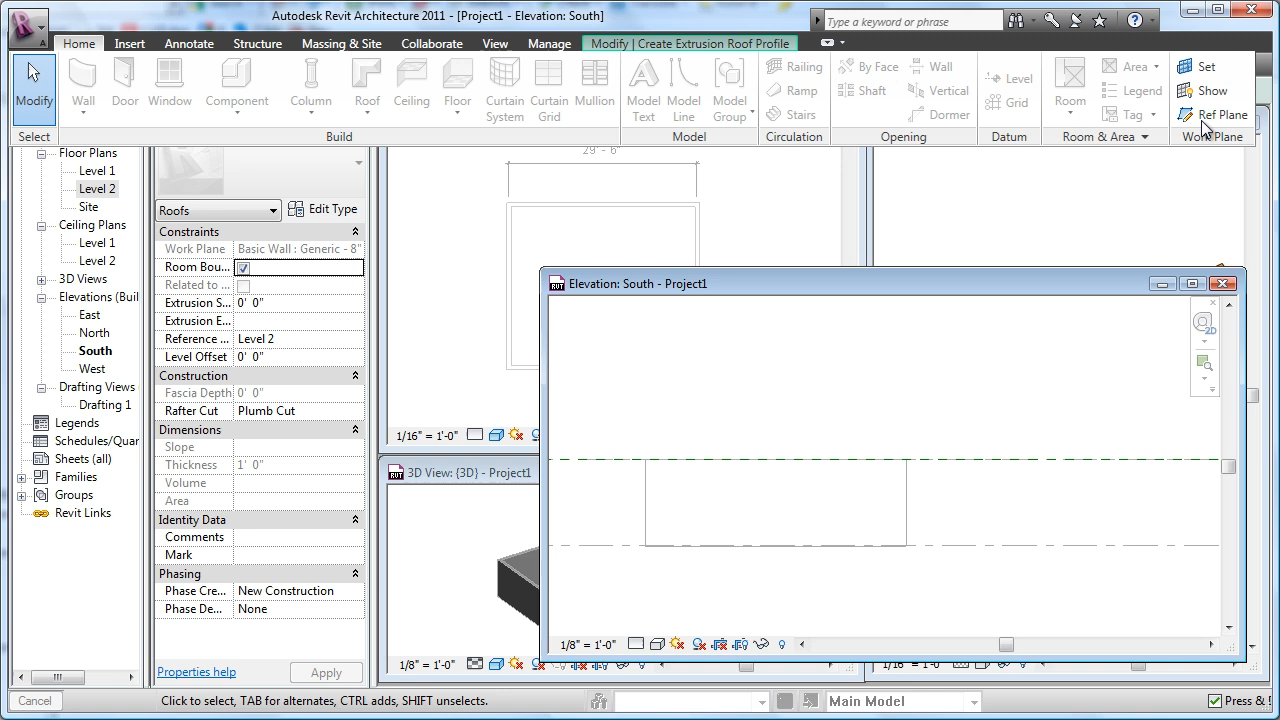 Autodesk Revit Architecture 2011 - [Project1 - Elevation: South]
Type a keyword or phrase
Home
Insert
Annotate
Structure
Massing & Site
Collaborate
View
Manage
Modify | Create Extrusion Roof Profile
Modify
Wall
Door
Window
Component
Column
Roof
Ceiling
Floor
Curtain System
Curtain Grid
Mullion
Model Text
Model Line
Model Group
Railing
Ramp
Stairs
By Face
Shaft
Wall
Vertical
Dormer
Level
Grid
Room
Area
Legend
Tag
Set
Show
Ref Plane
Select
Build
Model
Circulation
Opening
Datum
Room & Area
Work Plane
Floor Plans
Level 1
Level 2
Site
Ceiling Plans
Level 1
Level 2
3D Views
Elevations (Buil
East
North
South
West
Drafting Views
Drafting 1
Legends
Schedules/Quar
Sheets (all)
Families
Groups
Revit Links
Roofs
Edit Type
Constraints
Work Plane Basic Wall : Generic - 8"
Room Bou...
Related to ...
Extrusion S... 0' 0"
Extrusion E...
Reference ... Level 2
Level Offset 0' 0"
Construction
Fascia Depth 0' 0"
Rafter Cut Plumb Cut
Dimensions
Slope
Thickness 1' 0"
Volume
Area
Identity Data
Comments
Mark
Phasing
Phase Cre... New Construction
Phase De... None
Properties help
Apply
29' - 6"
1/16" = 1'-0"
3D View: {3D} - Project1
1/8" = 1'-0"
Elevation: South - Project1
2D
1/8" = 1'-0"
1/16" = 1'-0"
Cancel
Click to select, TAB for alternates, CTRL adds, SHIFT unselects.
Main Model
Press &